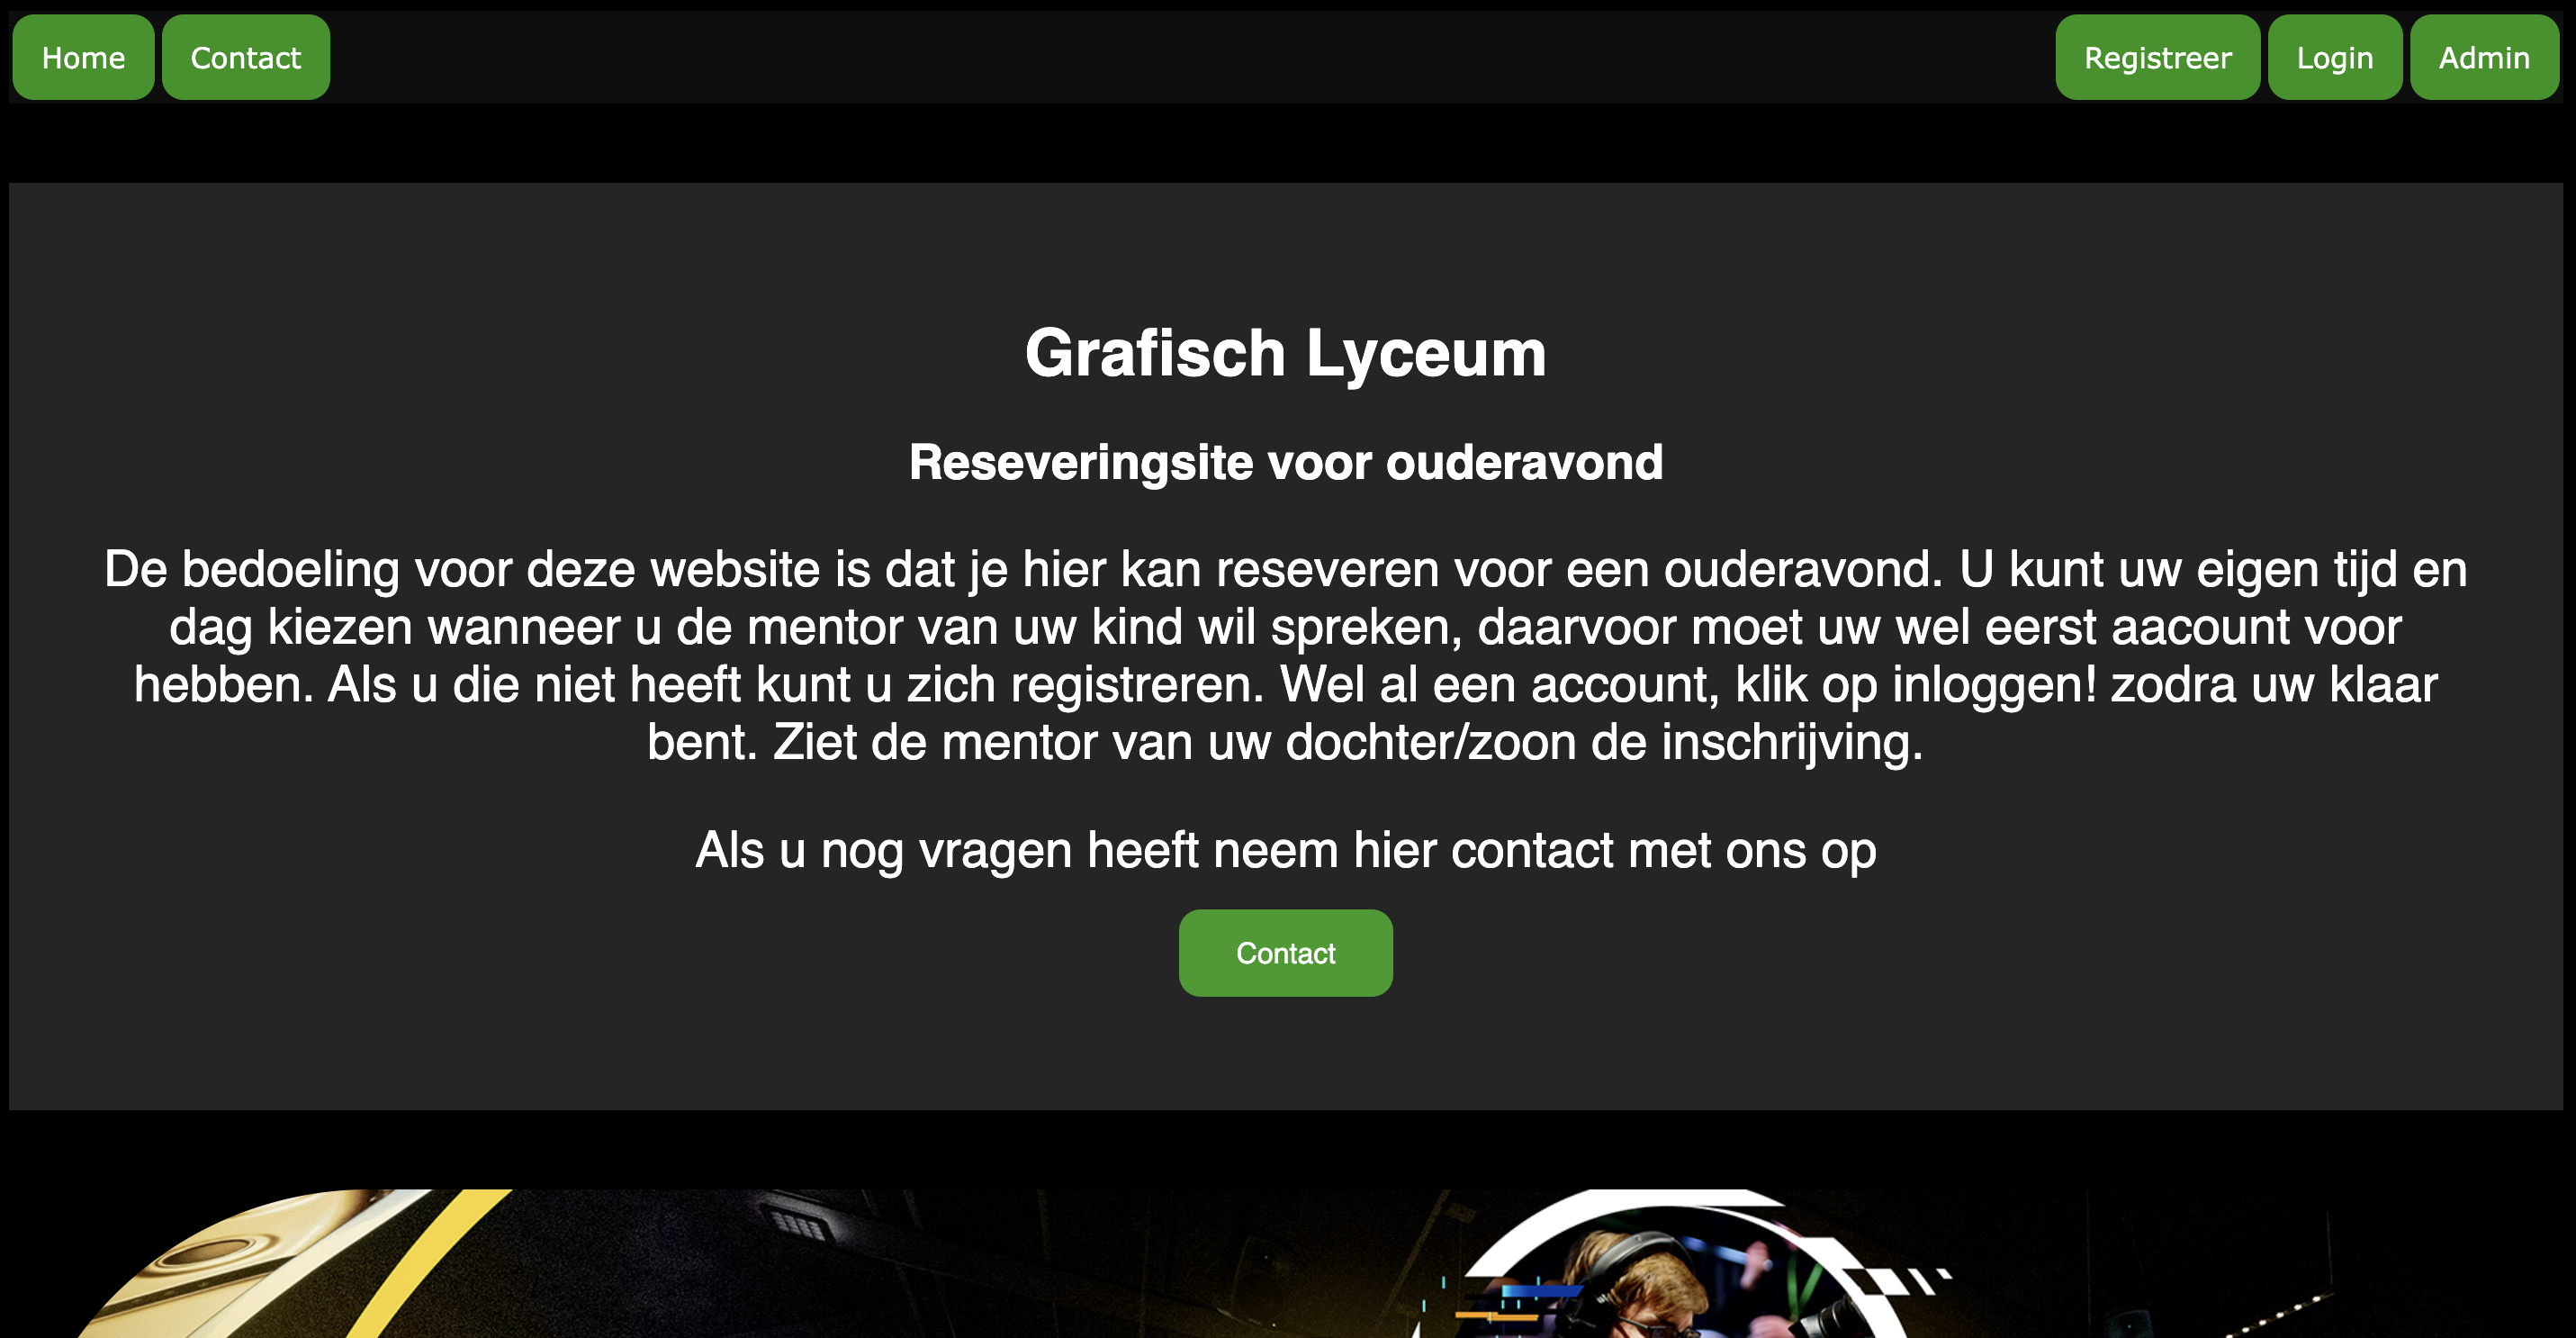 Home Contact Registreer Login Admin
Grafisch Lyceum
Reseveringsite voor ouderavond
De bedoeling voor deze website is dat je hier kan reseveren voor een ouderavond. U kunt uw eigen tijd en
dag kiezen wanneer u de mentor van uw kind wil spreken, daarvoor moet uw wel eerst aacount voor
hebben. Als u die niet heeft kunt u zich registreren. Wel al een account, klik op inloggen! zodra uw klaar
bent. Ziet de mentor van uw dochter/zoon de inschrijving.
Als u nog vragen heeft neem hier contact met ons op
Contact